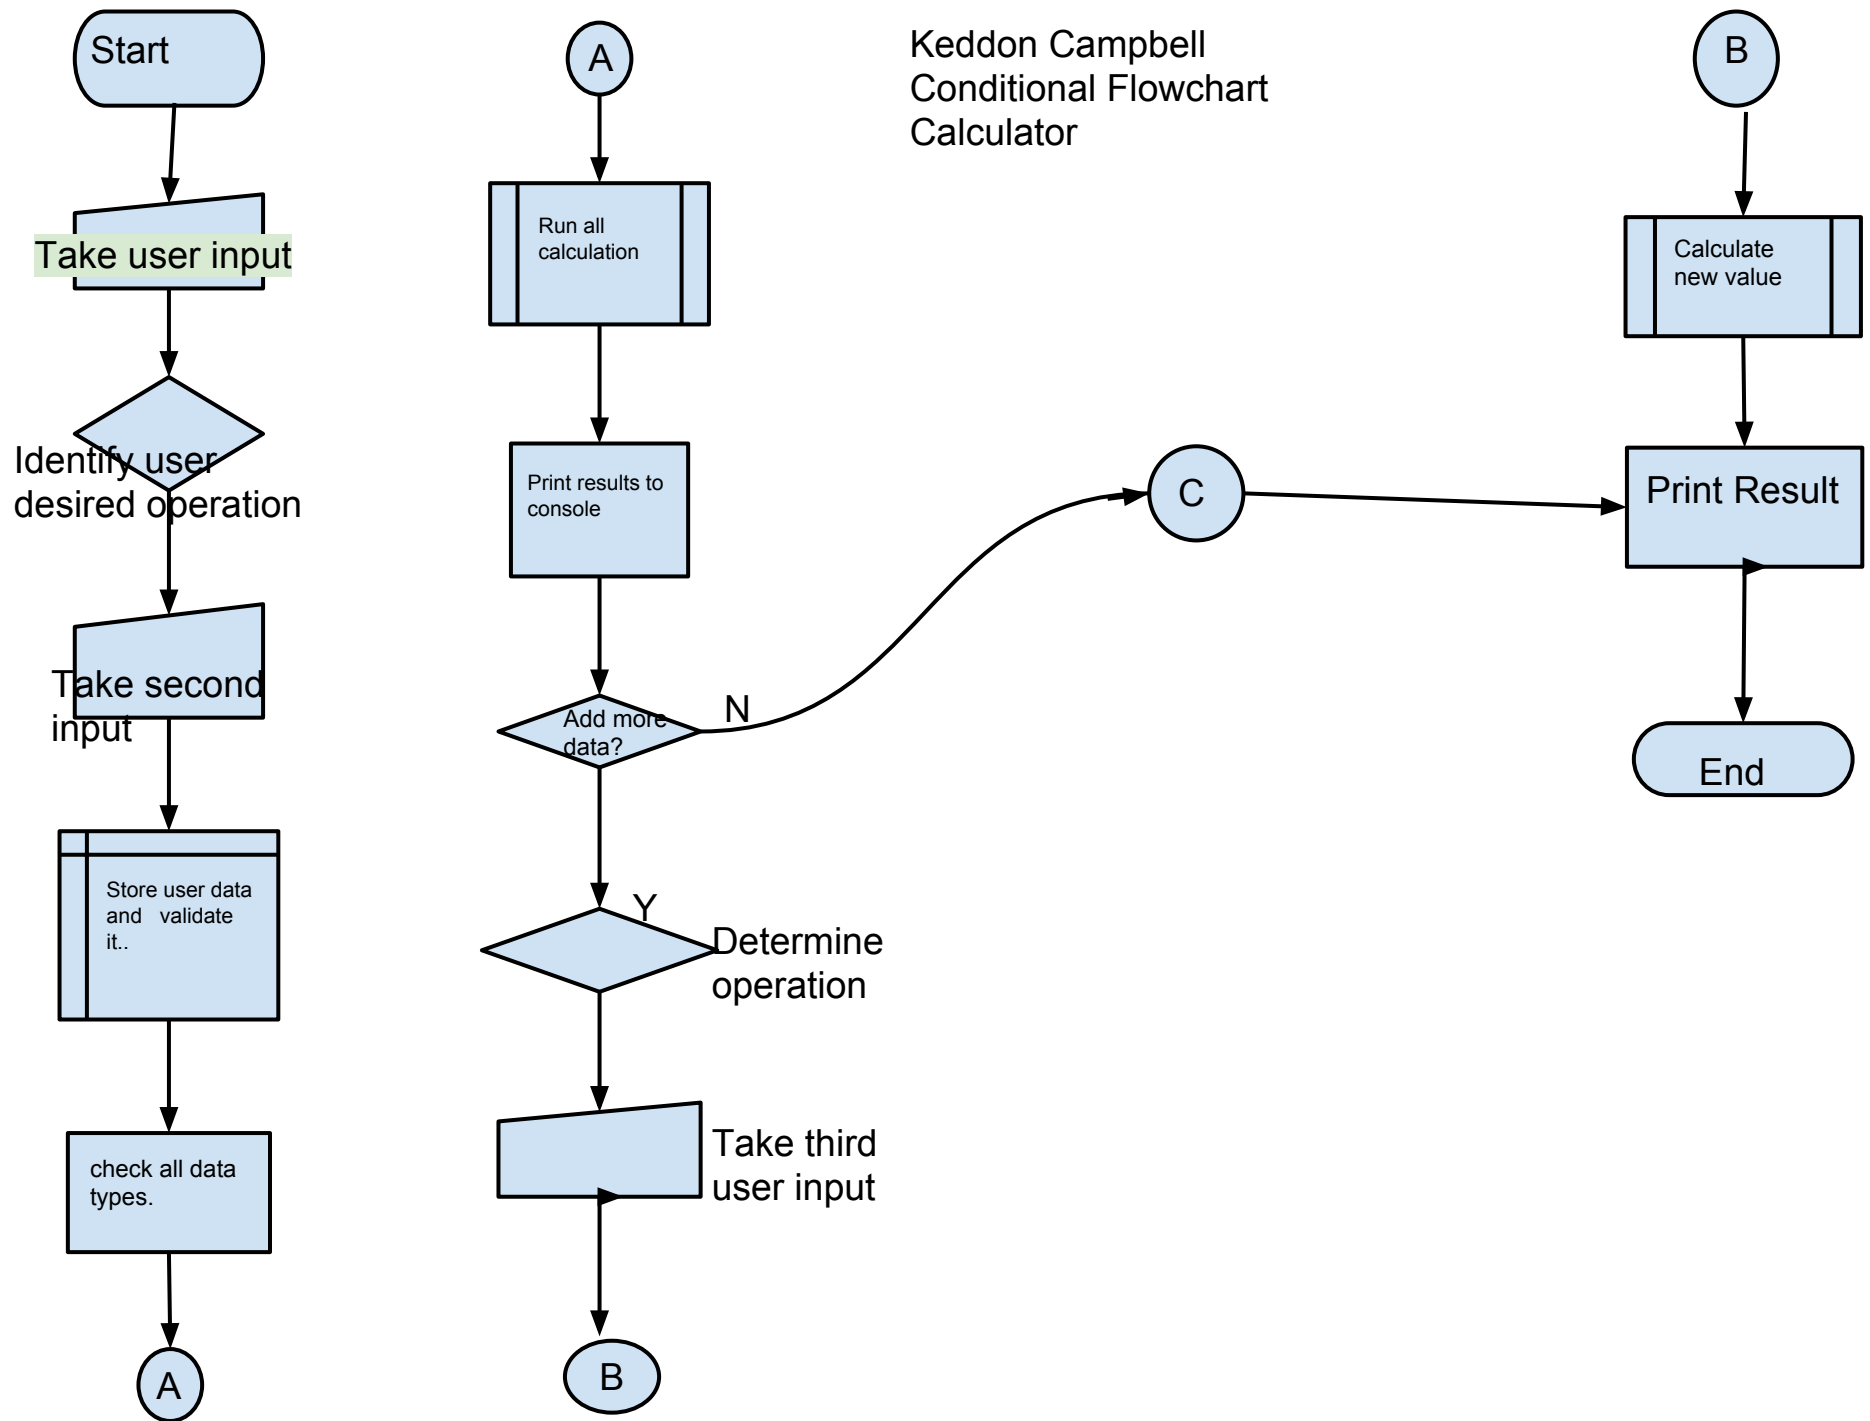 Start
Take user input
Identify user
desired operation
Take second
input
Store user data
and   validate
it..
check all data
types.
A
A
Run all
calculation
Print results to
console
Add more
data?
N
Y
Determine
operation
Take third
user input
B
Keddon Campbell
Conditional Flowchart
Calculator
C
B
Calculate
new value
Print Result
End